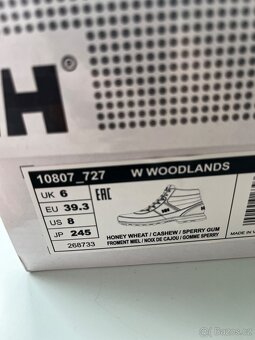 HH
10807_727 W WOODLANDS
UK 6
EU 39.3
US 8
JP 245
268733
EAC
HH
HONEY WHEAT / CASHEW / SPERRY GUM
FROMENT MIEL / NOIX DE CAJOU / GOMME SPERRY
MADE IN